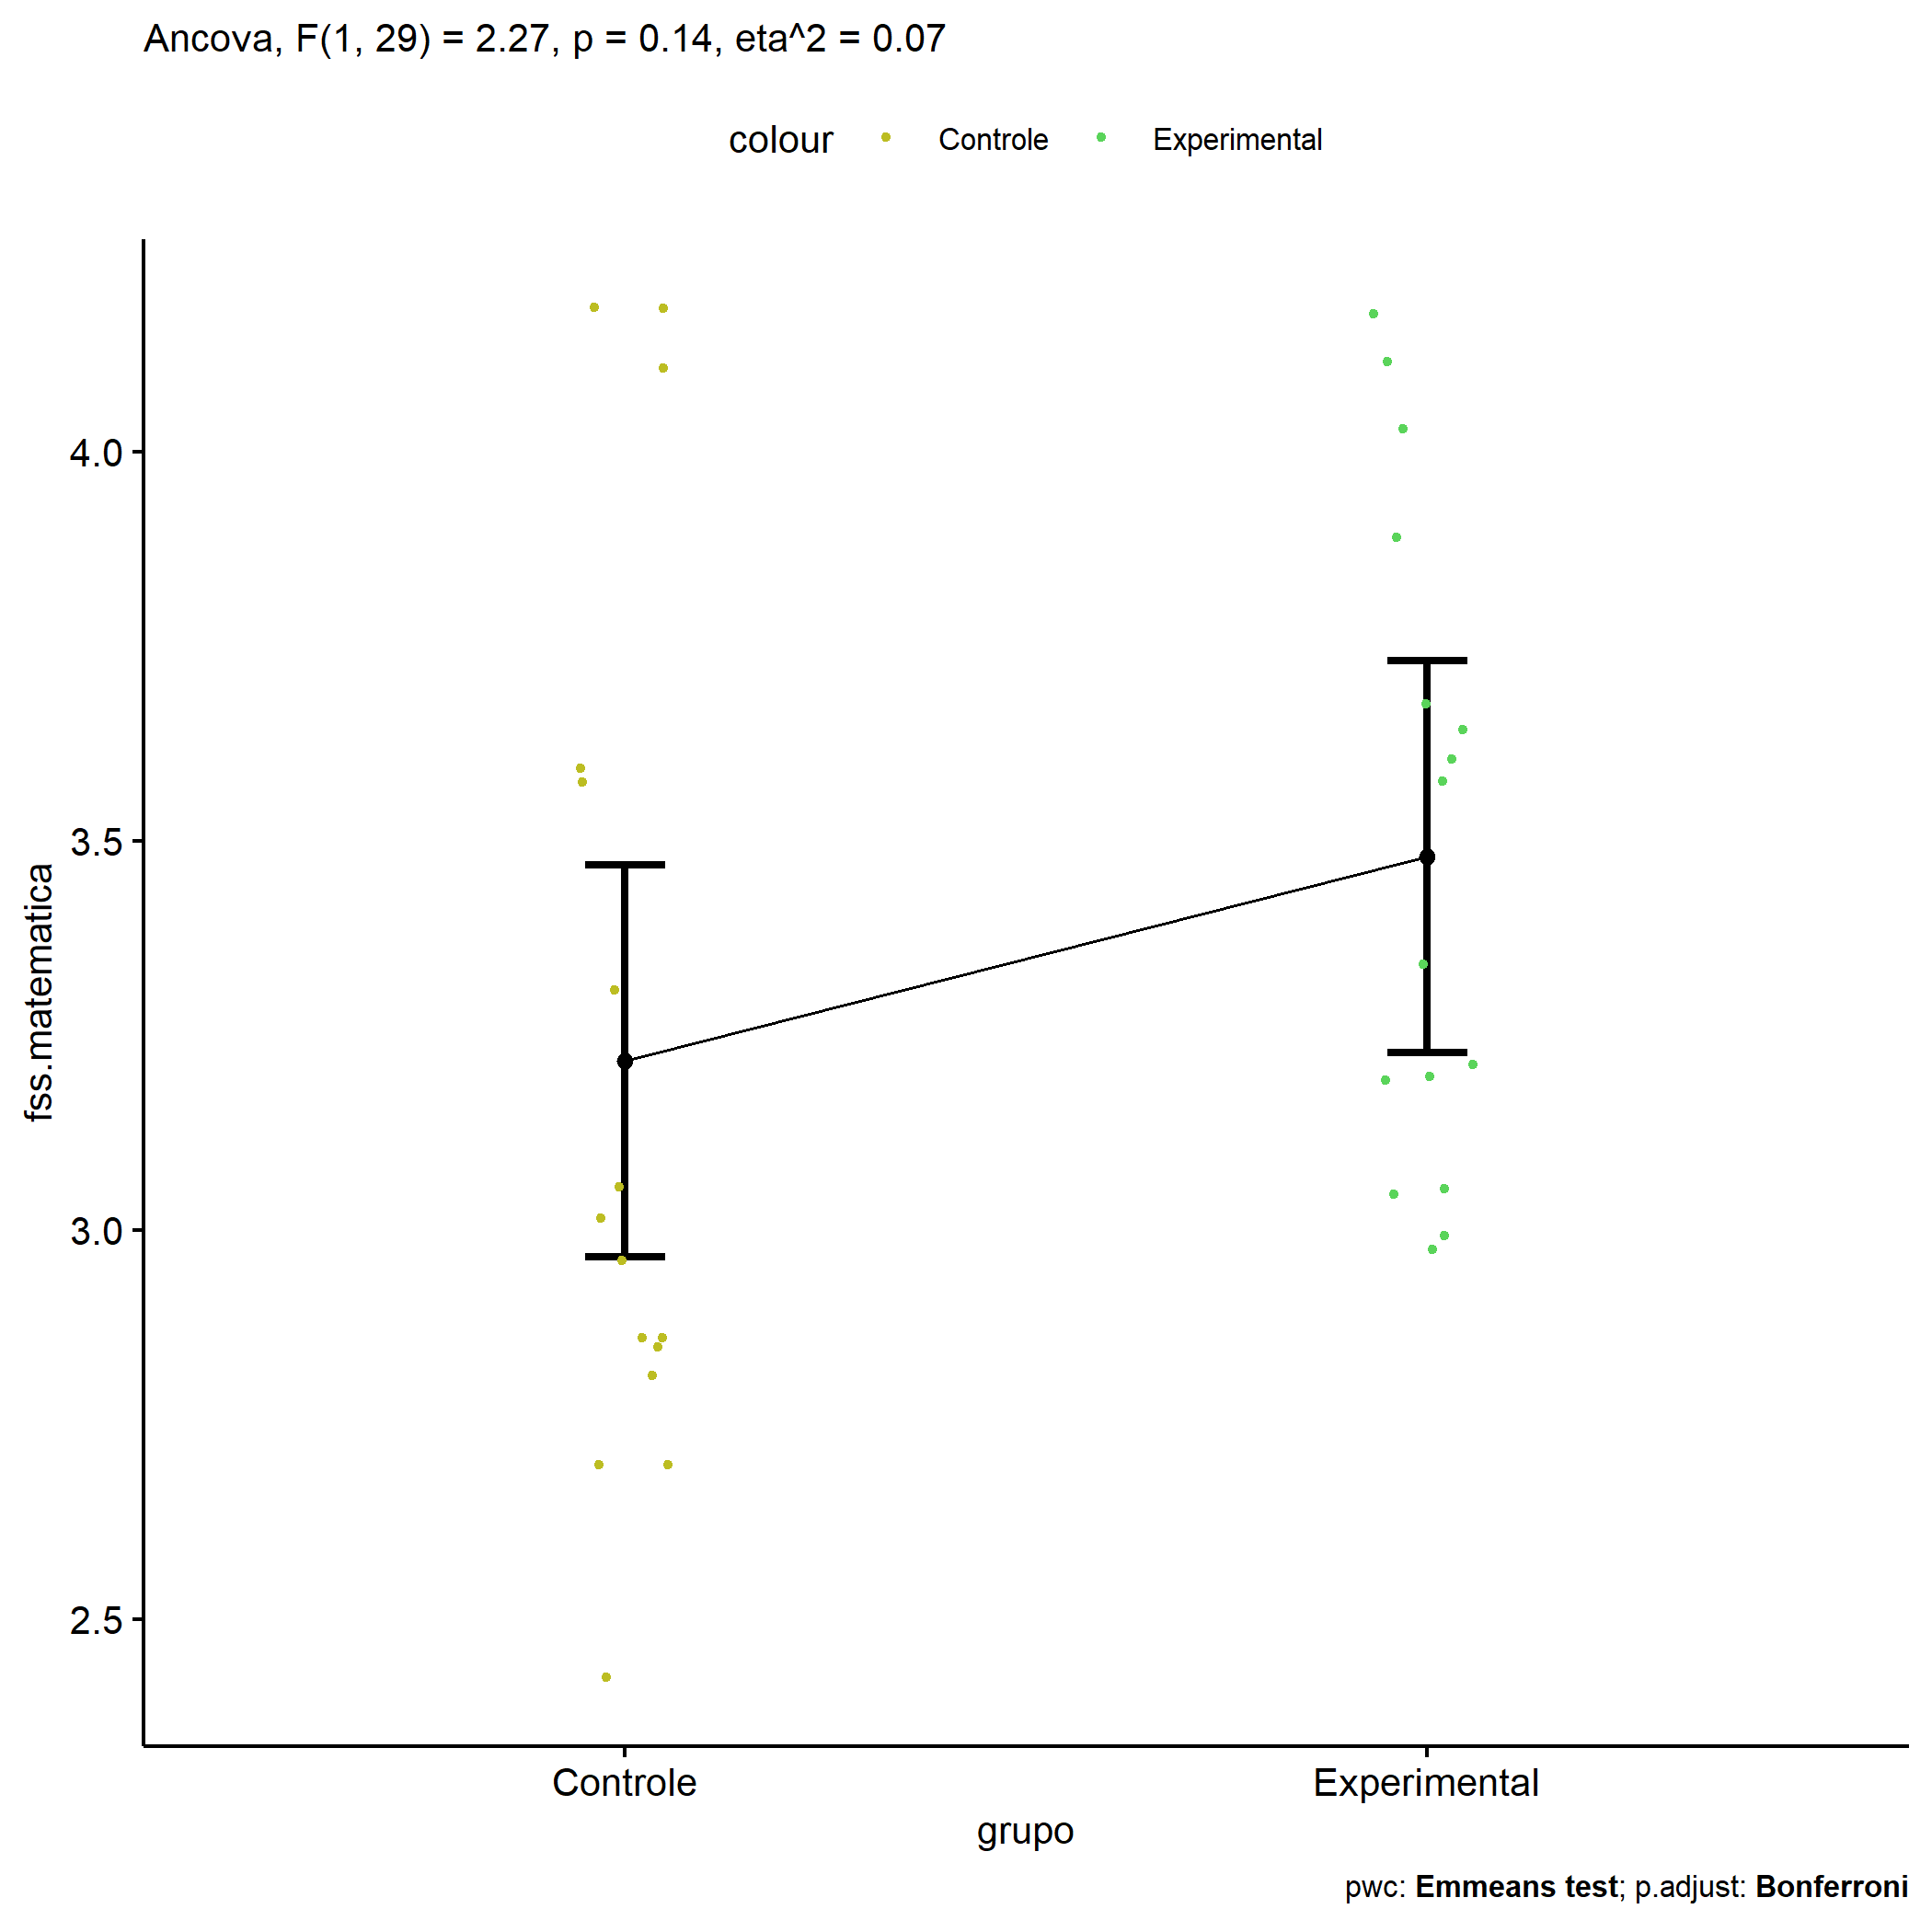 Ancova, F(1, 29) = 2.27, p = 0.14, eta^2 = 0.07
colour Controle Experimental
4.0
3.5
3.0
2.5
fss.matematica
Controle Experimental
grupo
pwc: Emmeans test; p.adjust: Bonferroni